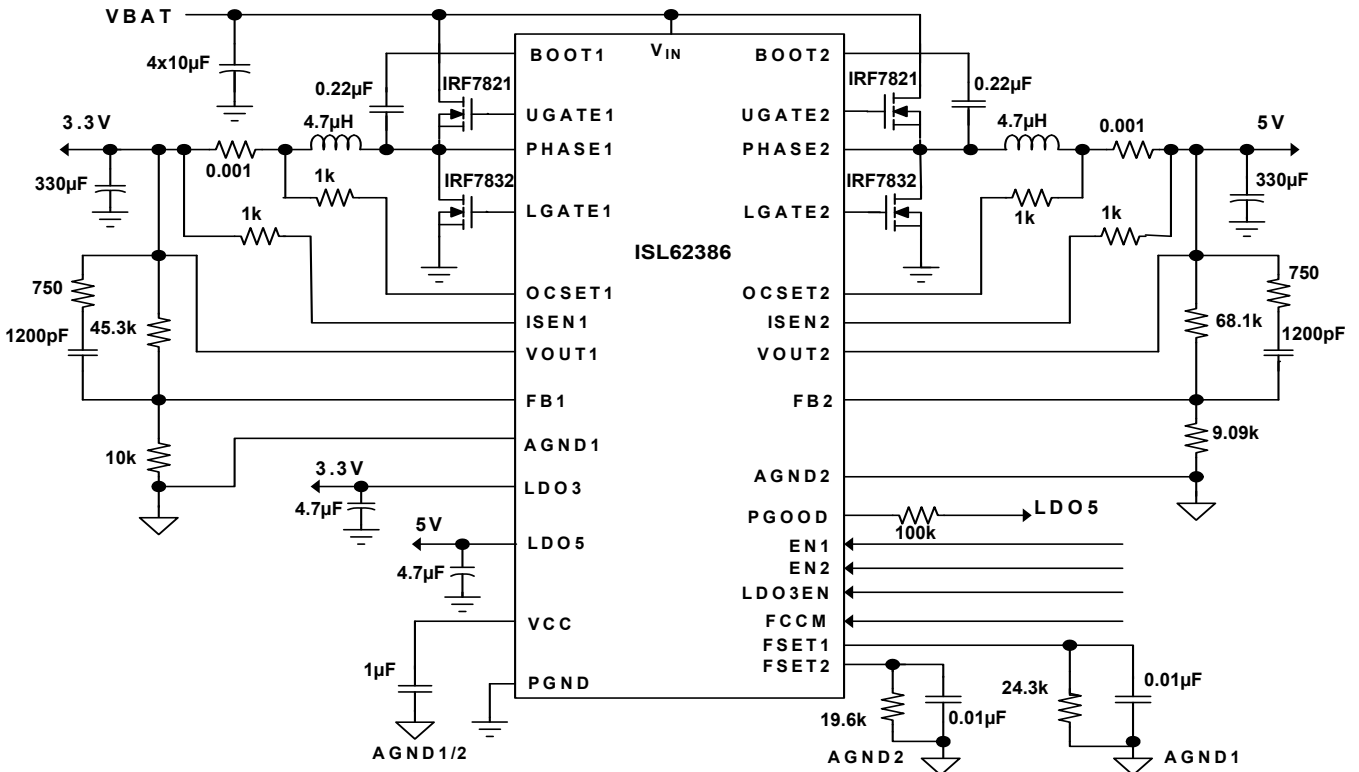 VBAT
4x10µF
0.22µF
IRF7821
BOOT1
VIN
BOOT2
IRF7821
0.22µF
UGATE1
UGATE2
3.3V
4.7µH
PHASE1
PHASE2
4.7µH
0.001
5V
0.001
330µF
IRF7832
IRF7832
330µF
1k
LGATE1
LGATE2
1k
1k
1k
ISL62386
750
OCSET1
OCSET2
750
45.3k
ISEN1
ISEN2
68.1k
1200pF
1200pF
VOUT1
VOUT2
FB1
FB2
10k
AGND1
9.09k
3.3V
LDO3
AGND2
4.7µF
PGOOD
100k
LDO5
5V
LDO5
EN1
4.7µF
EN2
LDO3EN
VCC
FCCM
FSET1
FSET2
1µF
PGND
24.3k
0.01µF
19.6k
0.01µF
AGND1/2
AGND2
AGND1